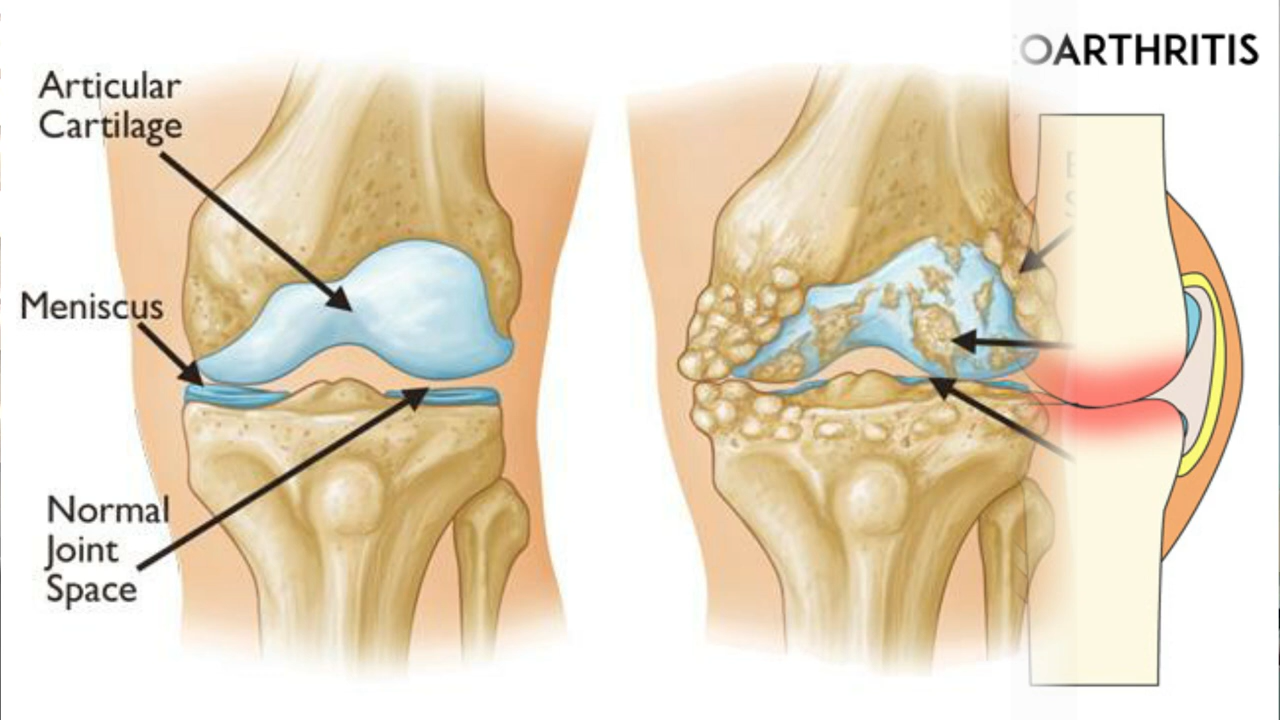 OARTHRITIS
Articular
Cartilage
Meniscus
Normal
Joint
Space